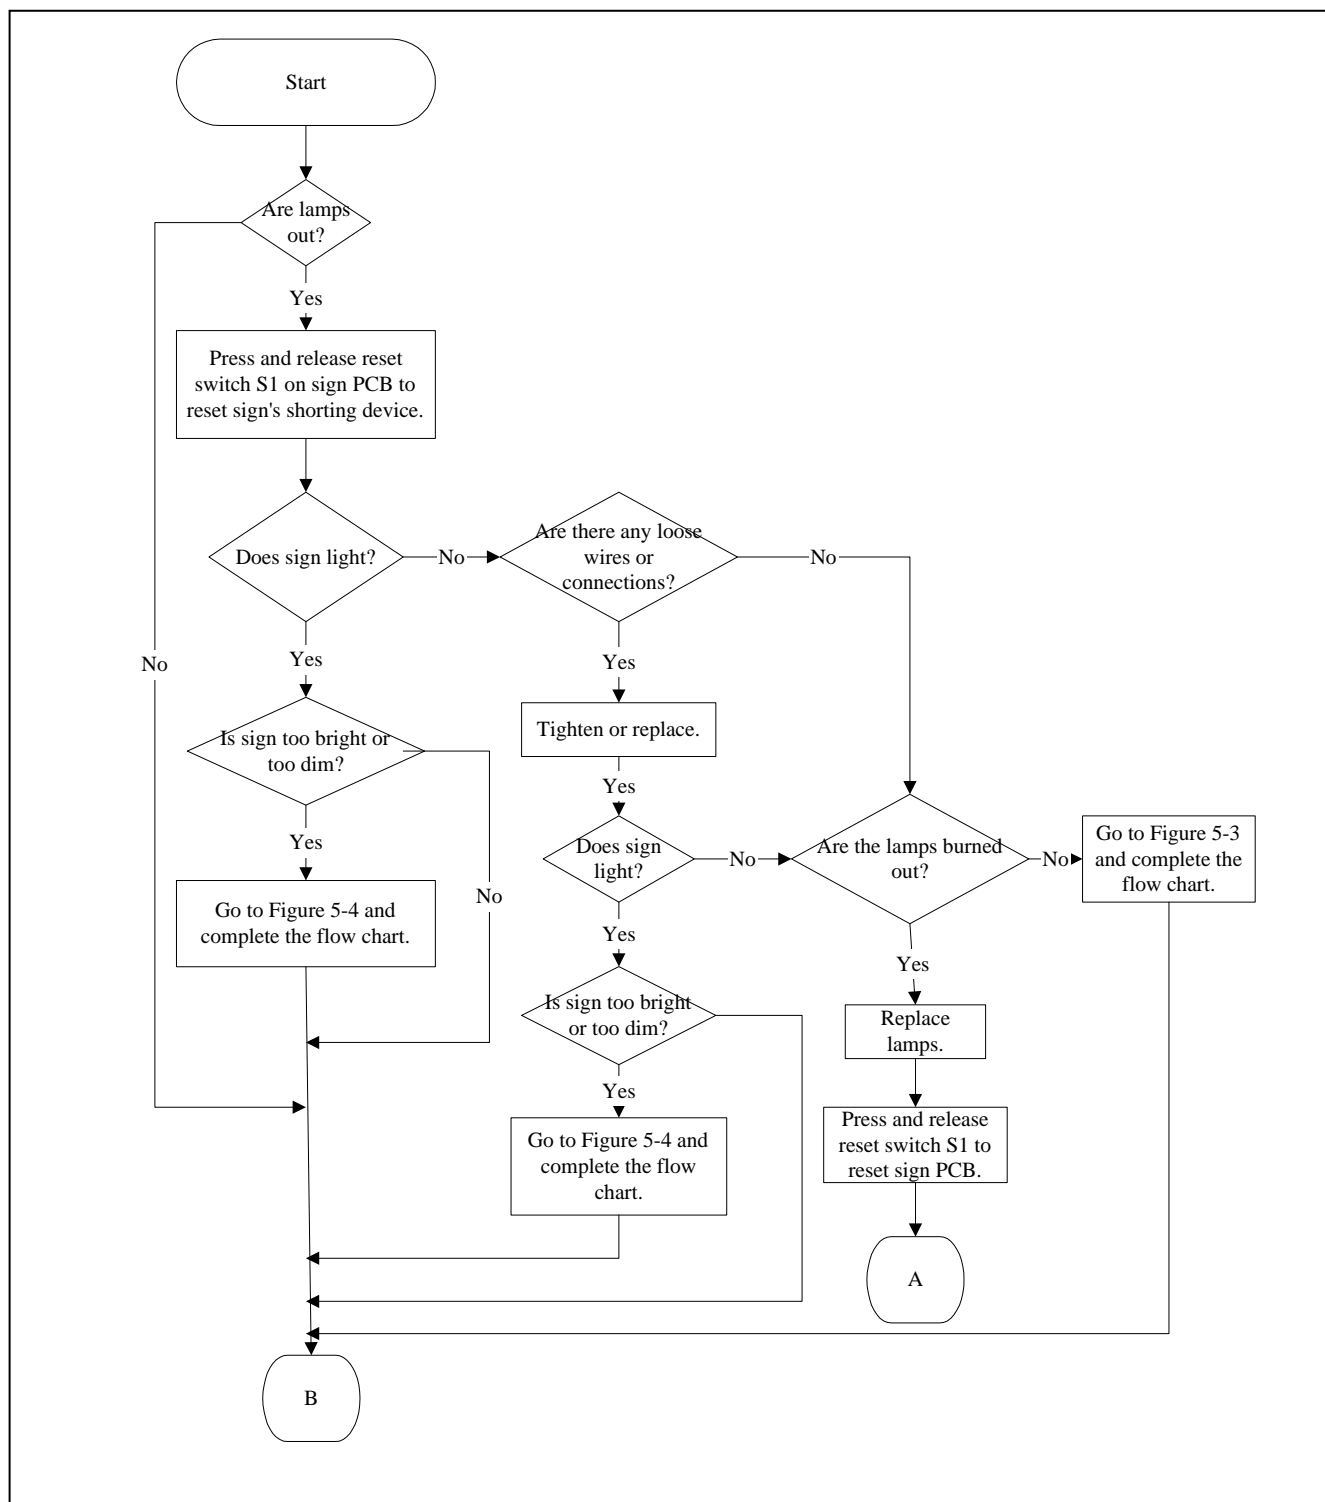 Start
Are lamps
out?
Yes
Press and release reset
switch S1 on sign PCB to
reset sign's shorting device.
Does sign light?
No
Are there any loose
wires or
connections?
No
No
Yes
Yes
Is sign too bright or
too dim?
Tighten or replace.
Yes
Yes
Does sign
light?
No
Are the lamps burned
out?
No
Go to Figure 5-3
and complete the
flow chart.
No
Go to Figure 5-4 and
complete the flow chart.
Yes
Yes
Is sign too bright
or too dim?
Replace
lamps.
Yes
Go to Figure 5-4 and
complete the flow
chart.
Press and release
reset switch S1 to
reset sign PCB.
A
B